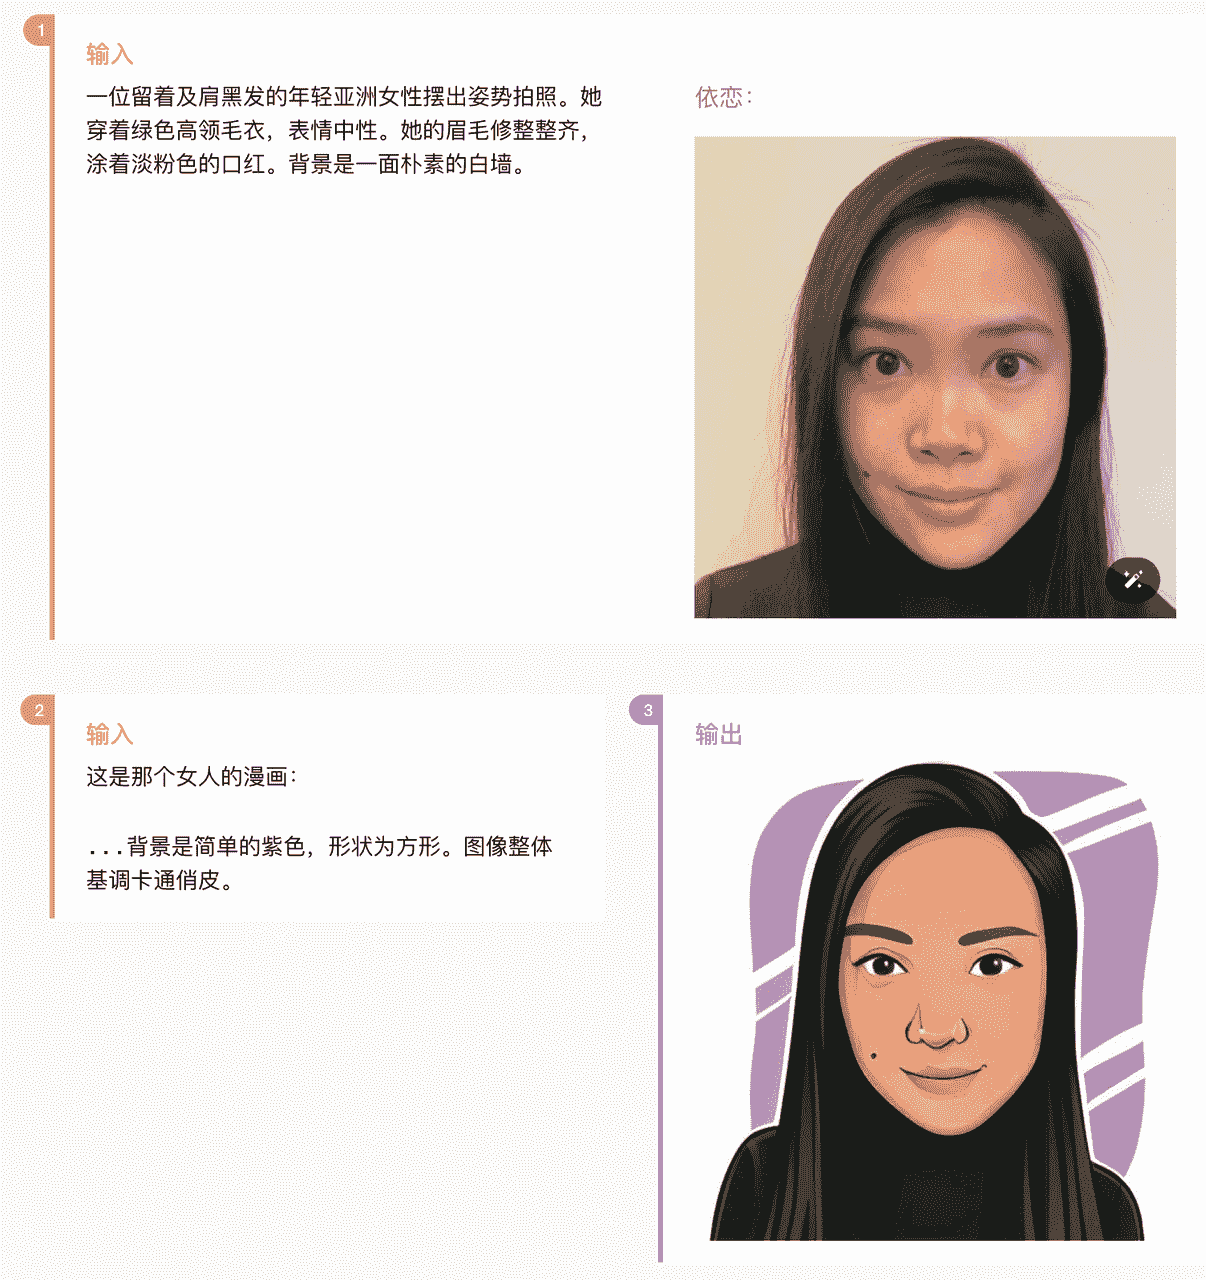 1
输入
一位留着及肩黑发的年轻亚洲女性摆出姿势拍照。她
穿着绿色高领毛衣，表情中性。她的眉毛修整整齐，
涂着淡粉色的口红。背景是一面朴素的白墙。
依恋：
2
输入
这是那个女人的漫画：
...背景是简单的紫色，形状为方形。图像整体
基调卡通俏皮。
3
输出